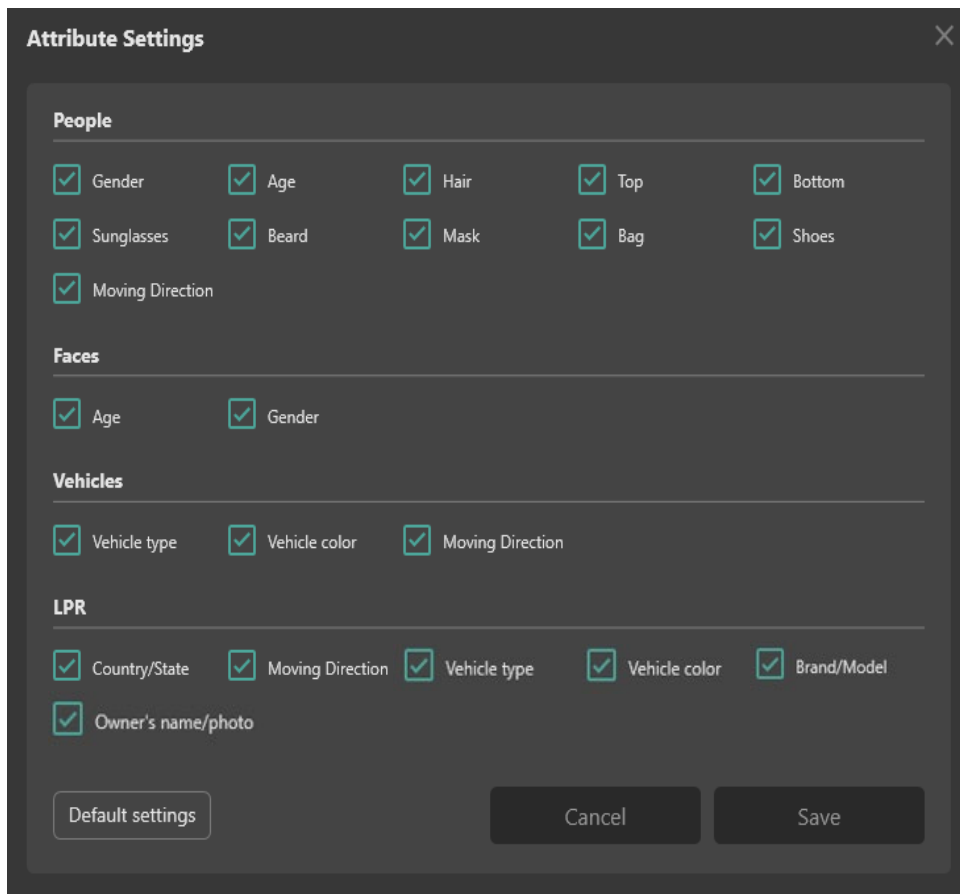 Attribute Settings
People
Gender Age Hair Top Bottom
Sunglasses Beard Mask Bag Shoes
Moving Direction
Faces
Age Gender
Vehicles
Vehicle type Vehicle color Moving Direction
LPR
Country/State Moving Direction Vehicle type Vehicle color Brand/Model
Owner's name/photo
Default settings Cancel Save